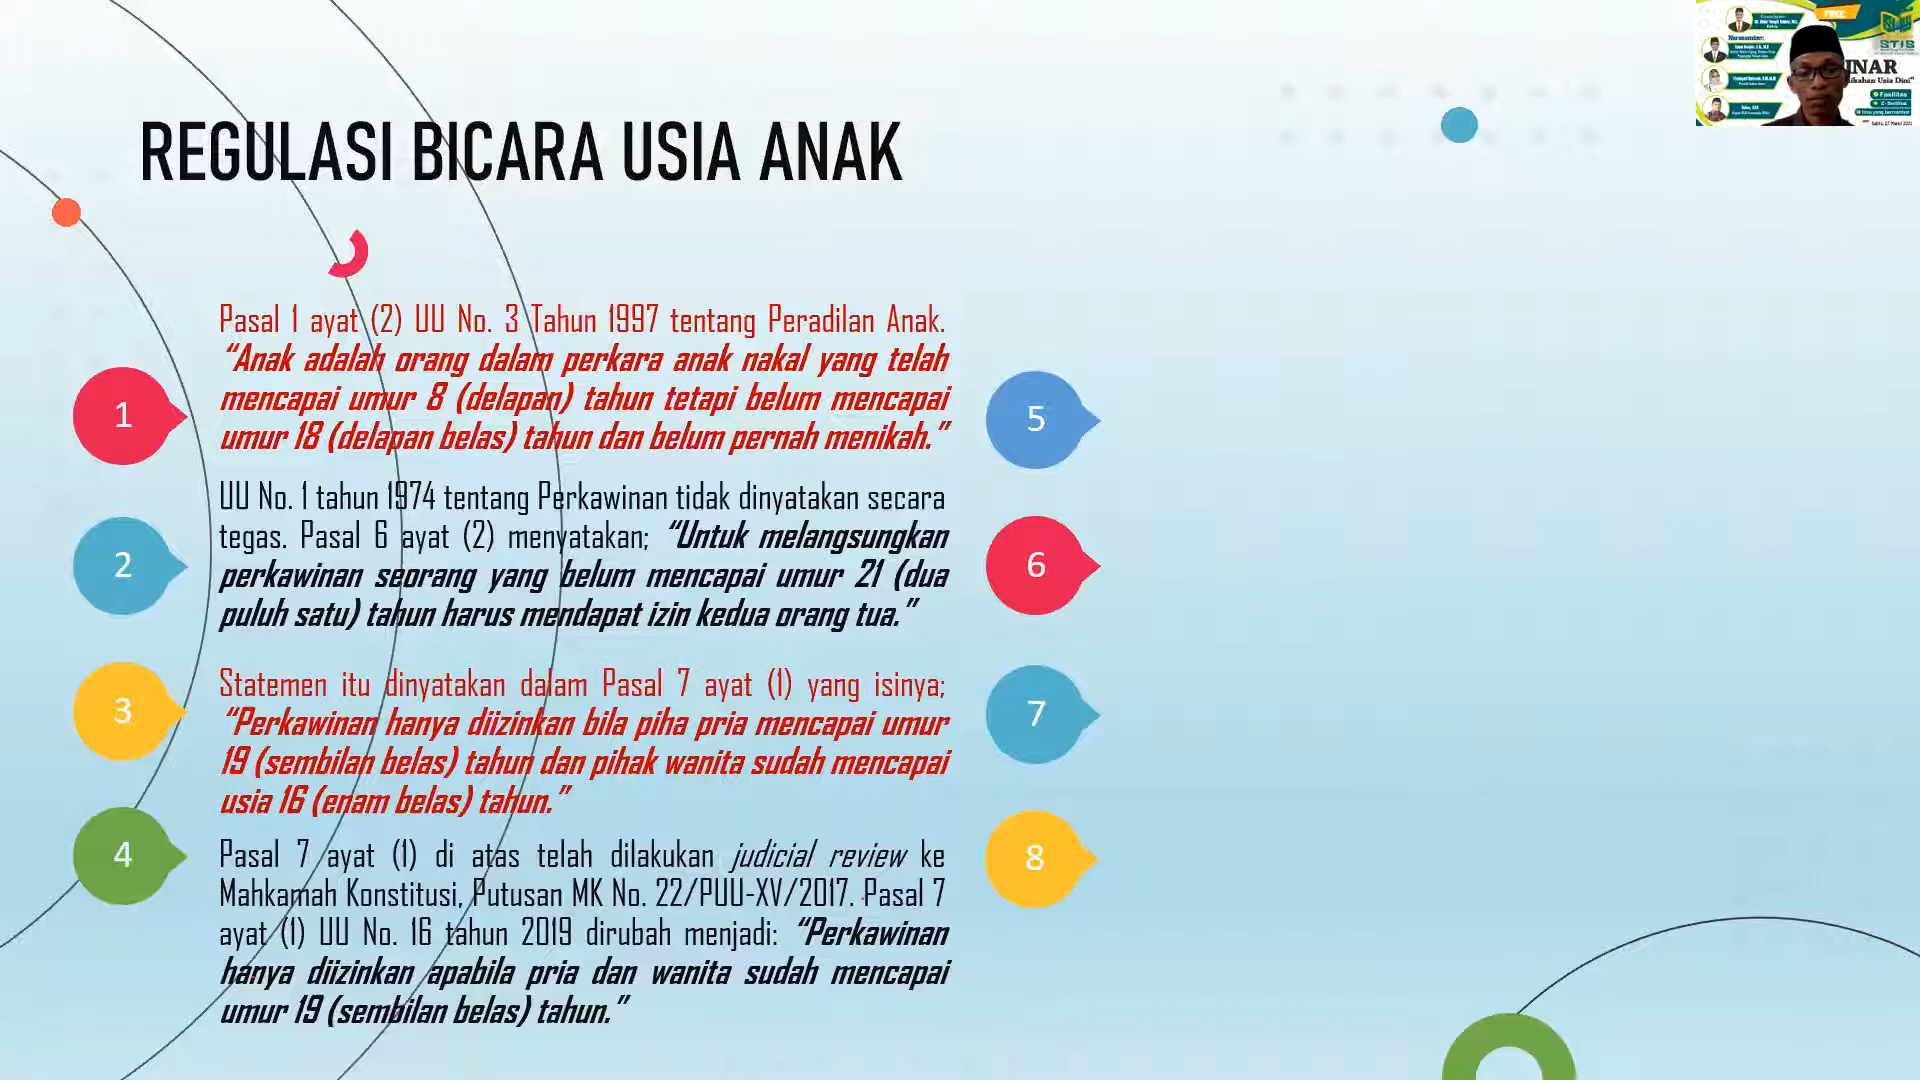 REGULASI BICARA USIA ANAK
Pasal 1 ayat (2) UU No. 3 Tahun 1997 tentang Peradilan Anak.
“Anak adalah orang dalam perkara anak nakal yang telah
mencapai umur 8 (delapan) tahun tetapi belum mencapai
umur 18 (delapan belas) tahun dan belum pernah menikah.”
1
UU No. 1 tahun 1974 tentang Perkawinan tidak dinyatakan secara
tegas. Pasal 6 ayat (2) menyatakan; “Untuk melangsungkan
perkawinan seorang yang belum mencapai umur 21 (dua
puluh satu) tahun harus mendapat izin kedua orang tua.”
2
Statemen itu dinyatakan dalam Pasal 7 ayat (1) yang isinya;
“Perkawinan hanya diizinkan bila piha pria mencapai umur
19 (sembilan belas) tahun dan pihak wanita sudah mencapai
usia 16 (enam belas) tahun.”
3
Pasal 7 ayat (1) di atas telah dilakukan judicial review ke
Mahkamah Konstitusi, Putusan MK No. 22/PUU-XV/2017. Pasal 7
ayat (1) UU No. 16 tahun 2019 dirubah menjadi: “Perkawinan
hanya diizinkan apabila pria dan wanita sudah mencapai
umur 19 (sembilan belas) tahun.”
4
5
6
7
8
FREE
STIS
INAR
Usia Dini”
Fasilitas